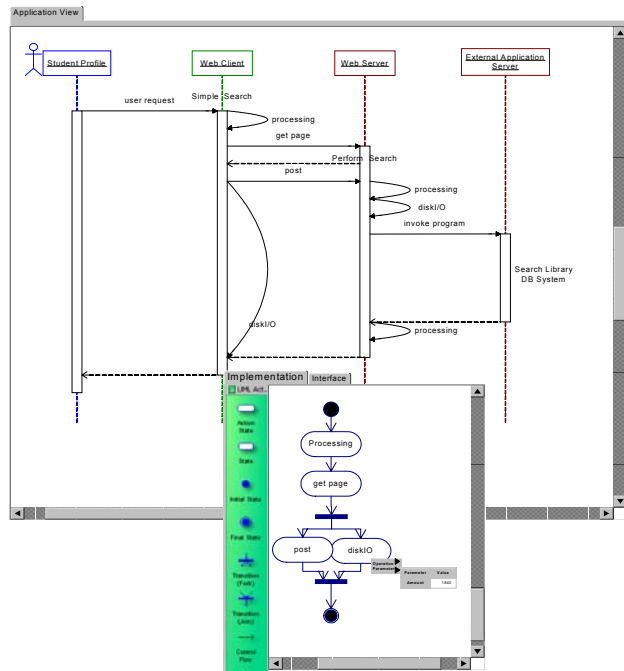 Application View
Student Profile
Web Client
Web Server
External Application
Server
user request
Simple Search
processing
get page
Perform Search
post
processing
diskI/O
invoke program
Search Library
DB System
diskI/O
processing
Implementation
Interface
UML Act.
Action
State
State
Initial State
Final State
Transition
(Fork)
Transition
(Join)
Control
Flow
Processing
get page
post
diskIO
Operation
Parameter
Parameter Value
Amount